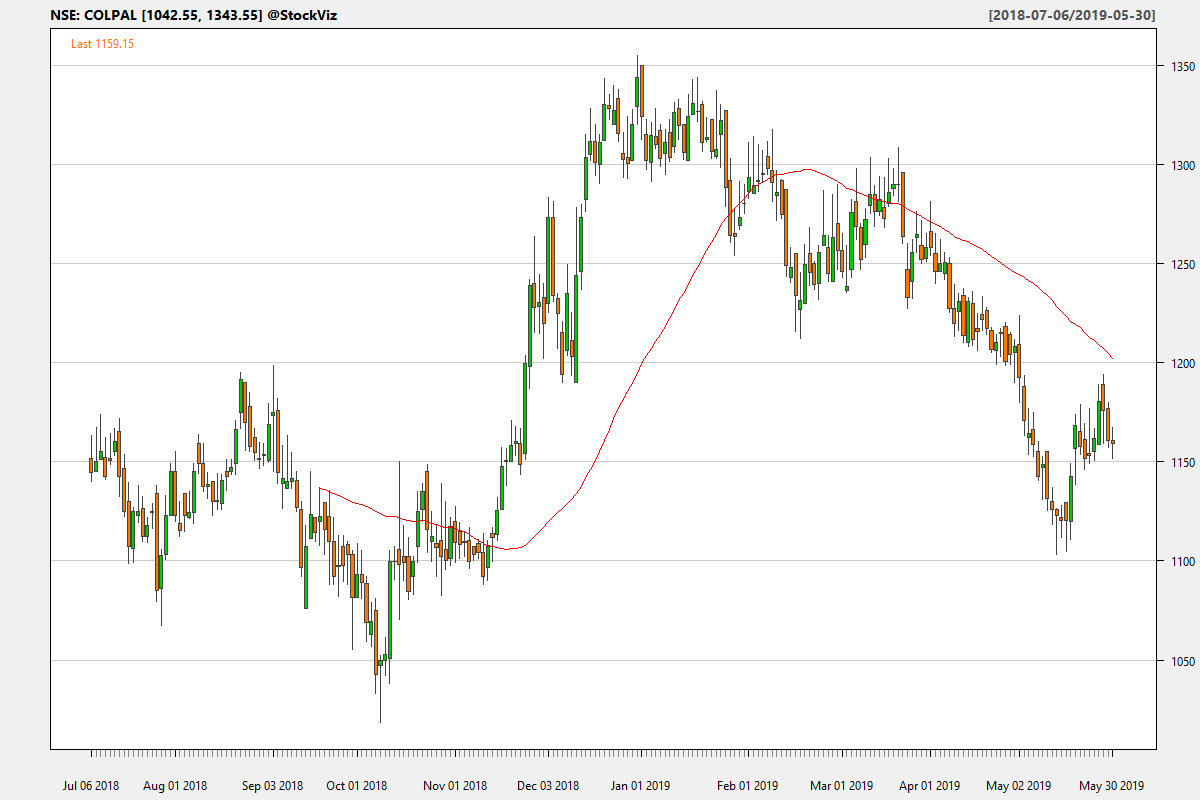 NSE: COLPAL [1042.55, 1343.55] @StockViz [2018-07-06/2019-05-30]
Last 1159.15
1350
1300
1250
1200
1150
1100
1050
Jul 06 2018 Aug 01 2018 Sep 03 2018 Oct 01 2018 Nov 01 2018 Dec 03 2018 Jan 01 2019 Feb 01 2019 Mar 01 2019 Apr 01 2019 May 02 2019 May 30 2019